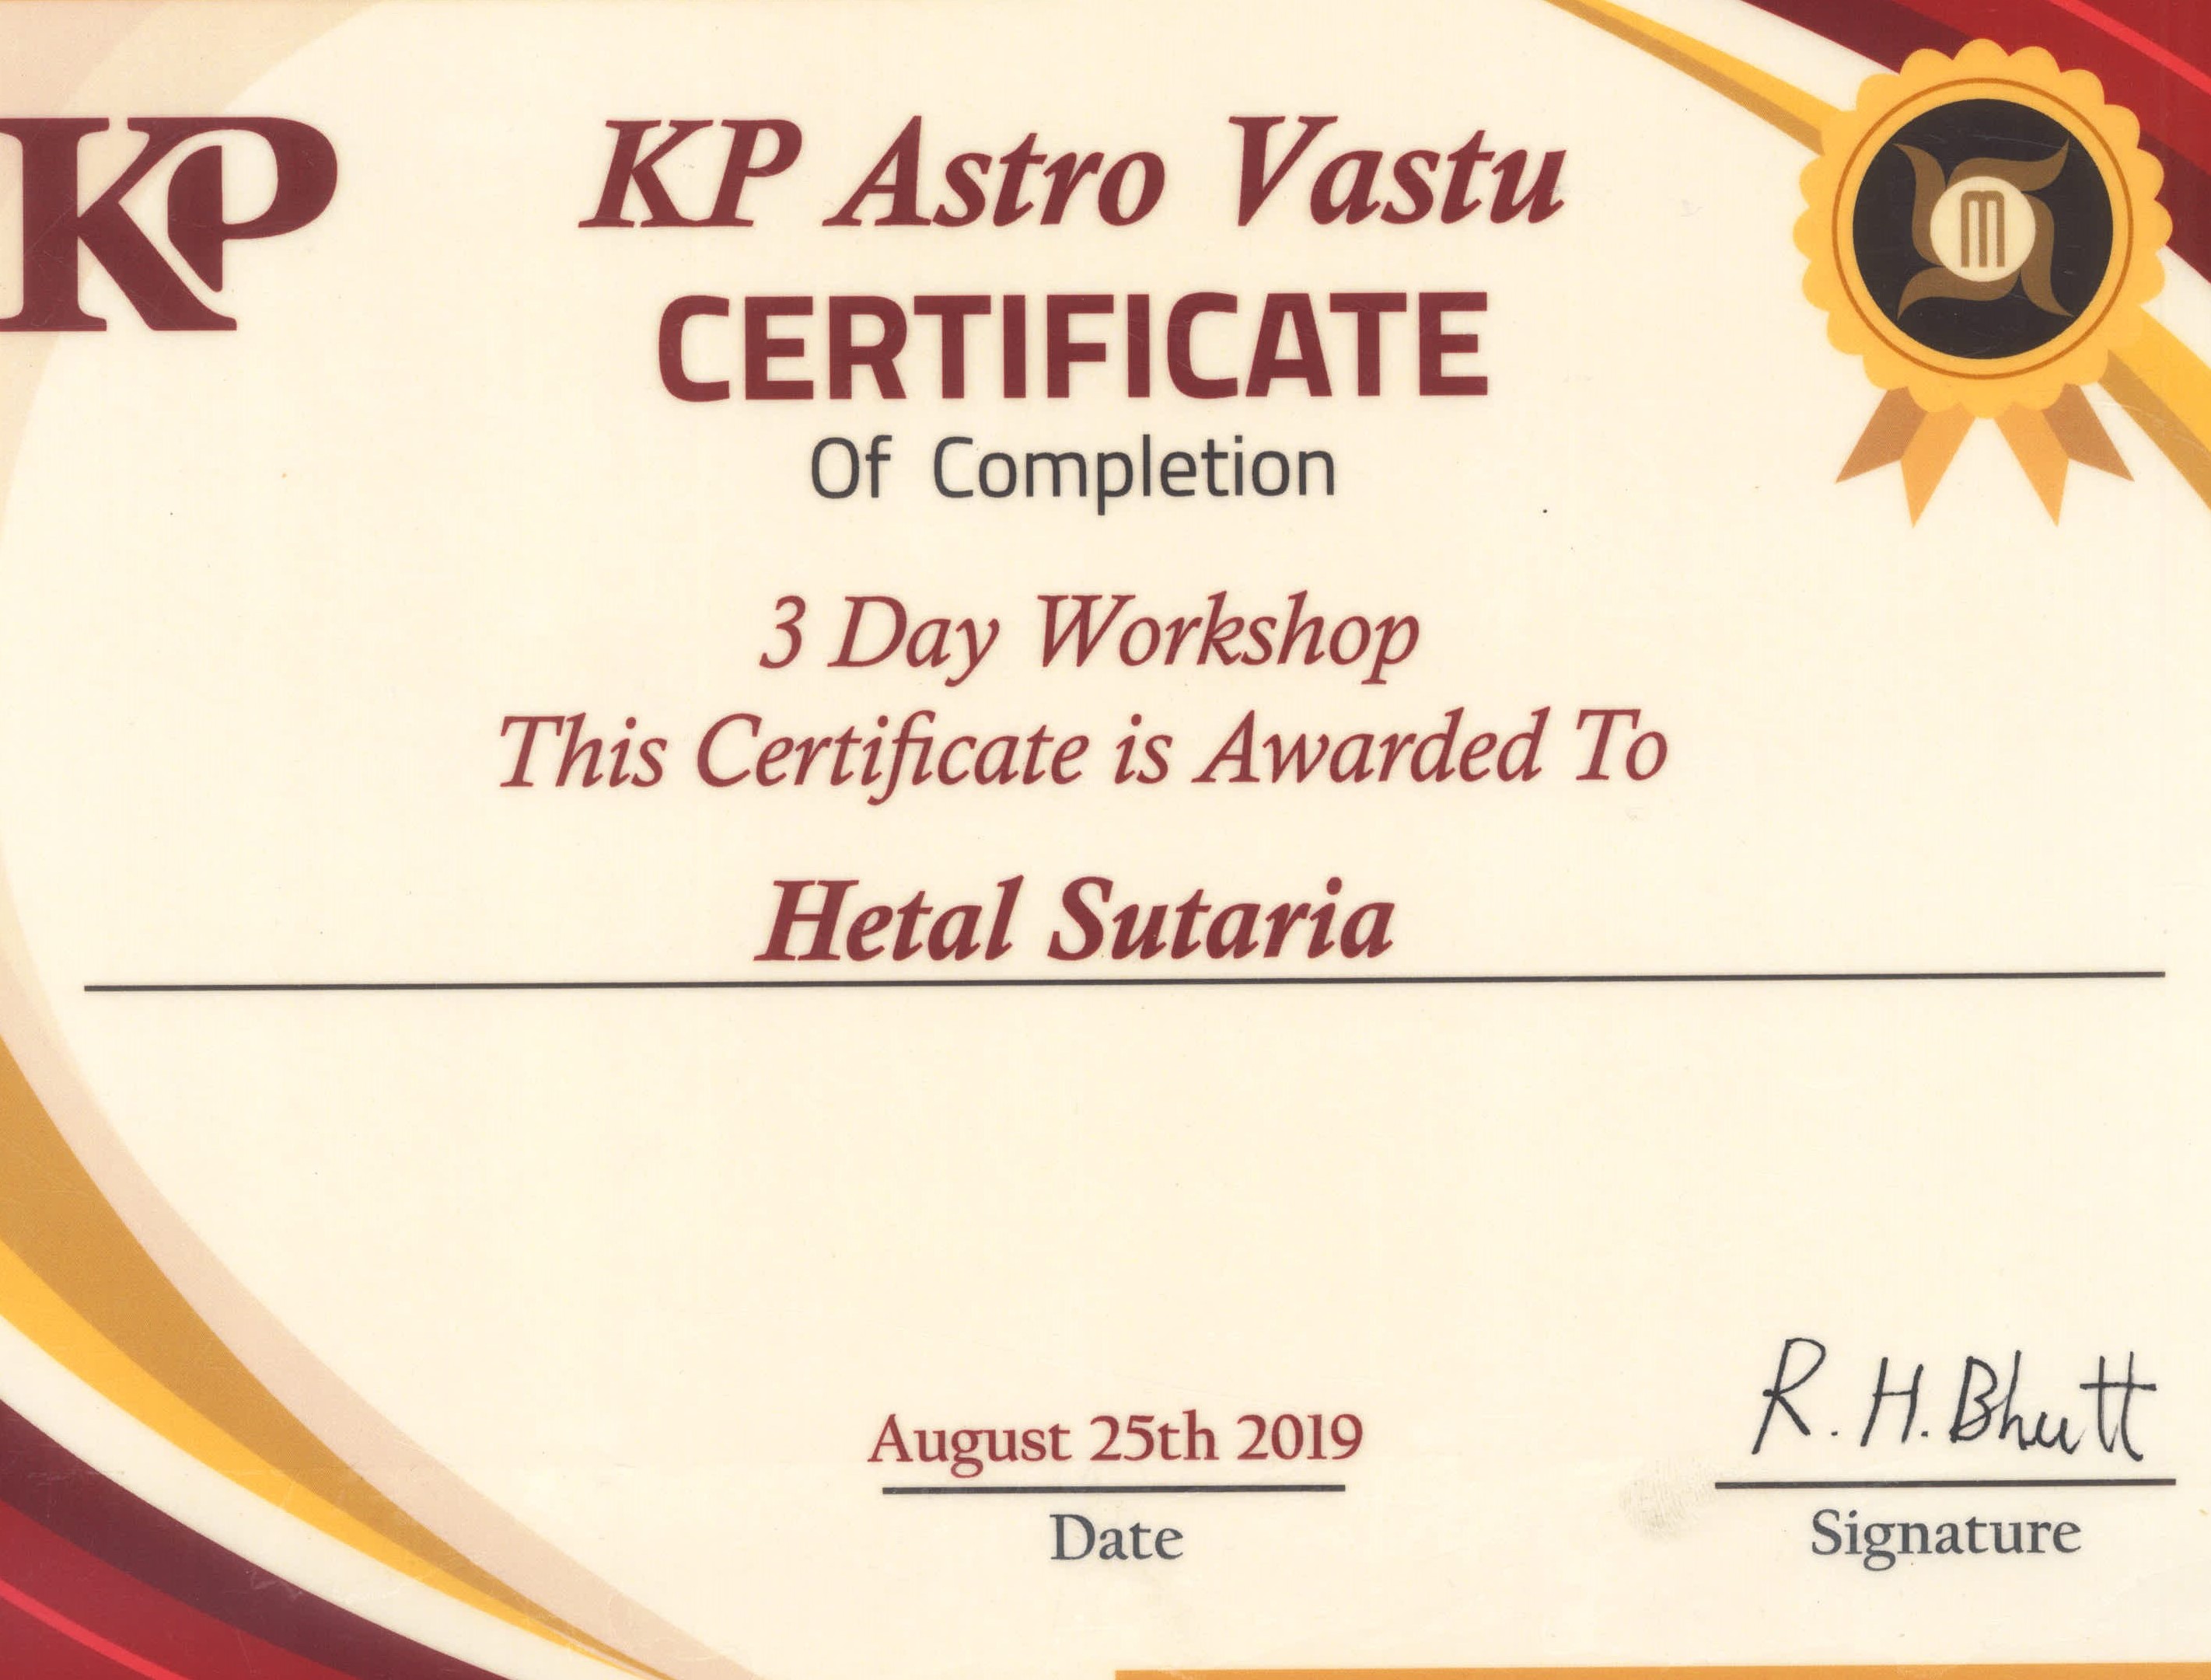 KP
KP Astro Vastu
CERTIFICATE
Of Completion
3 Day Workshop
This Certificate is Awarded To
Hetal Sutaria
August 25th 2019
Date
R. H. Bhutt
Signature
m